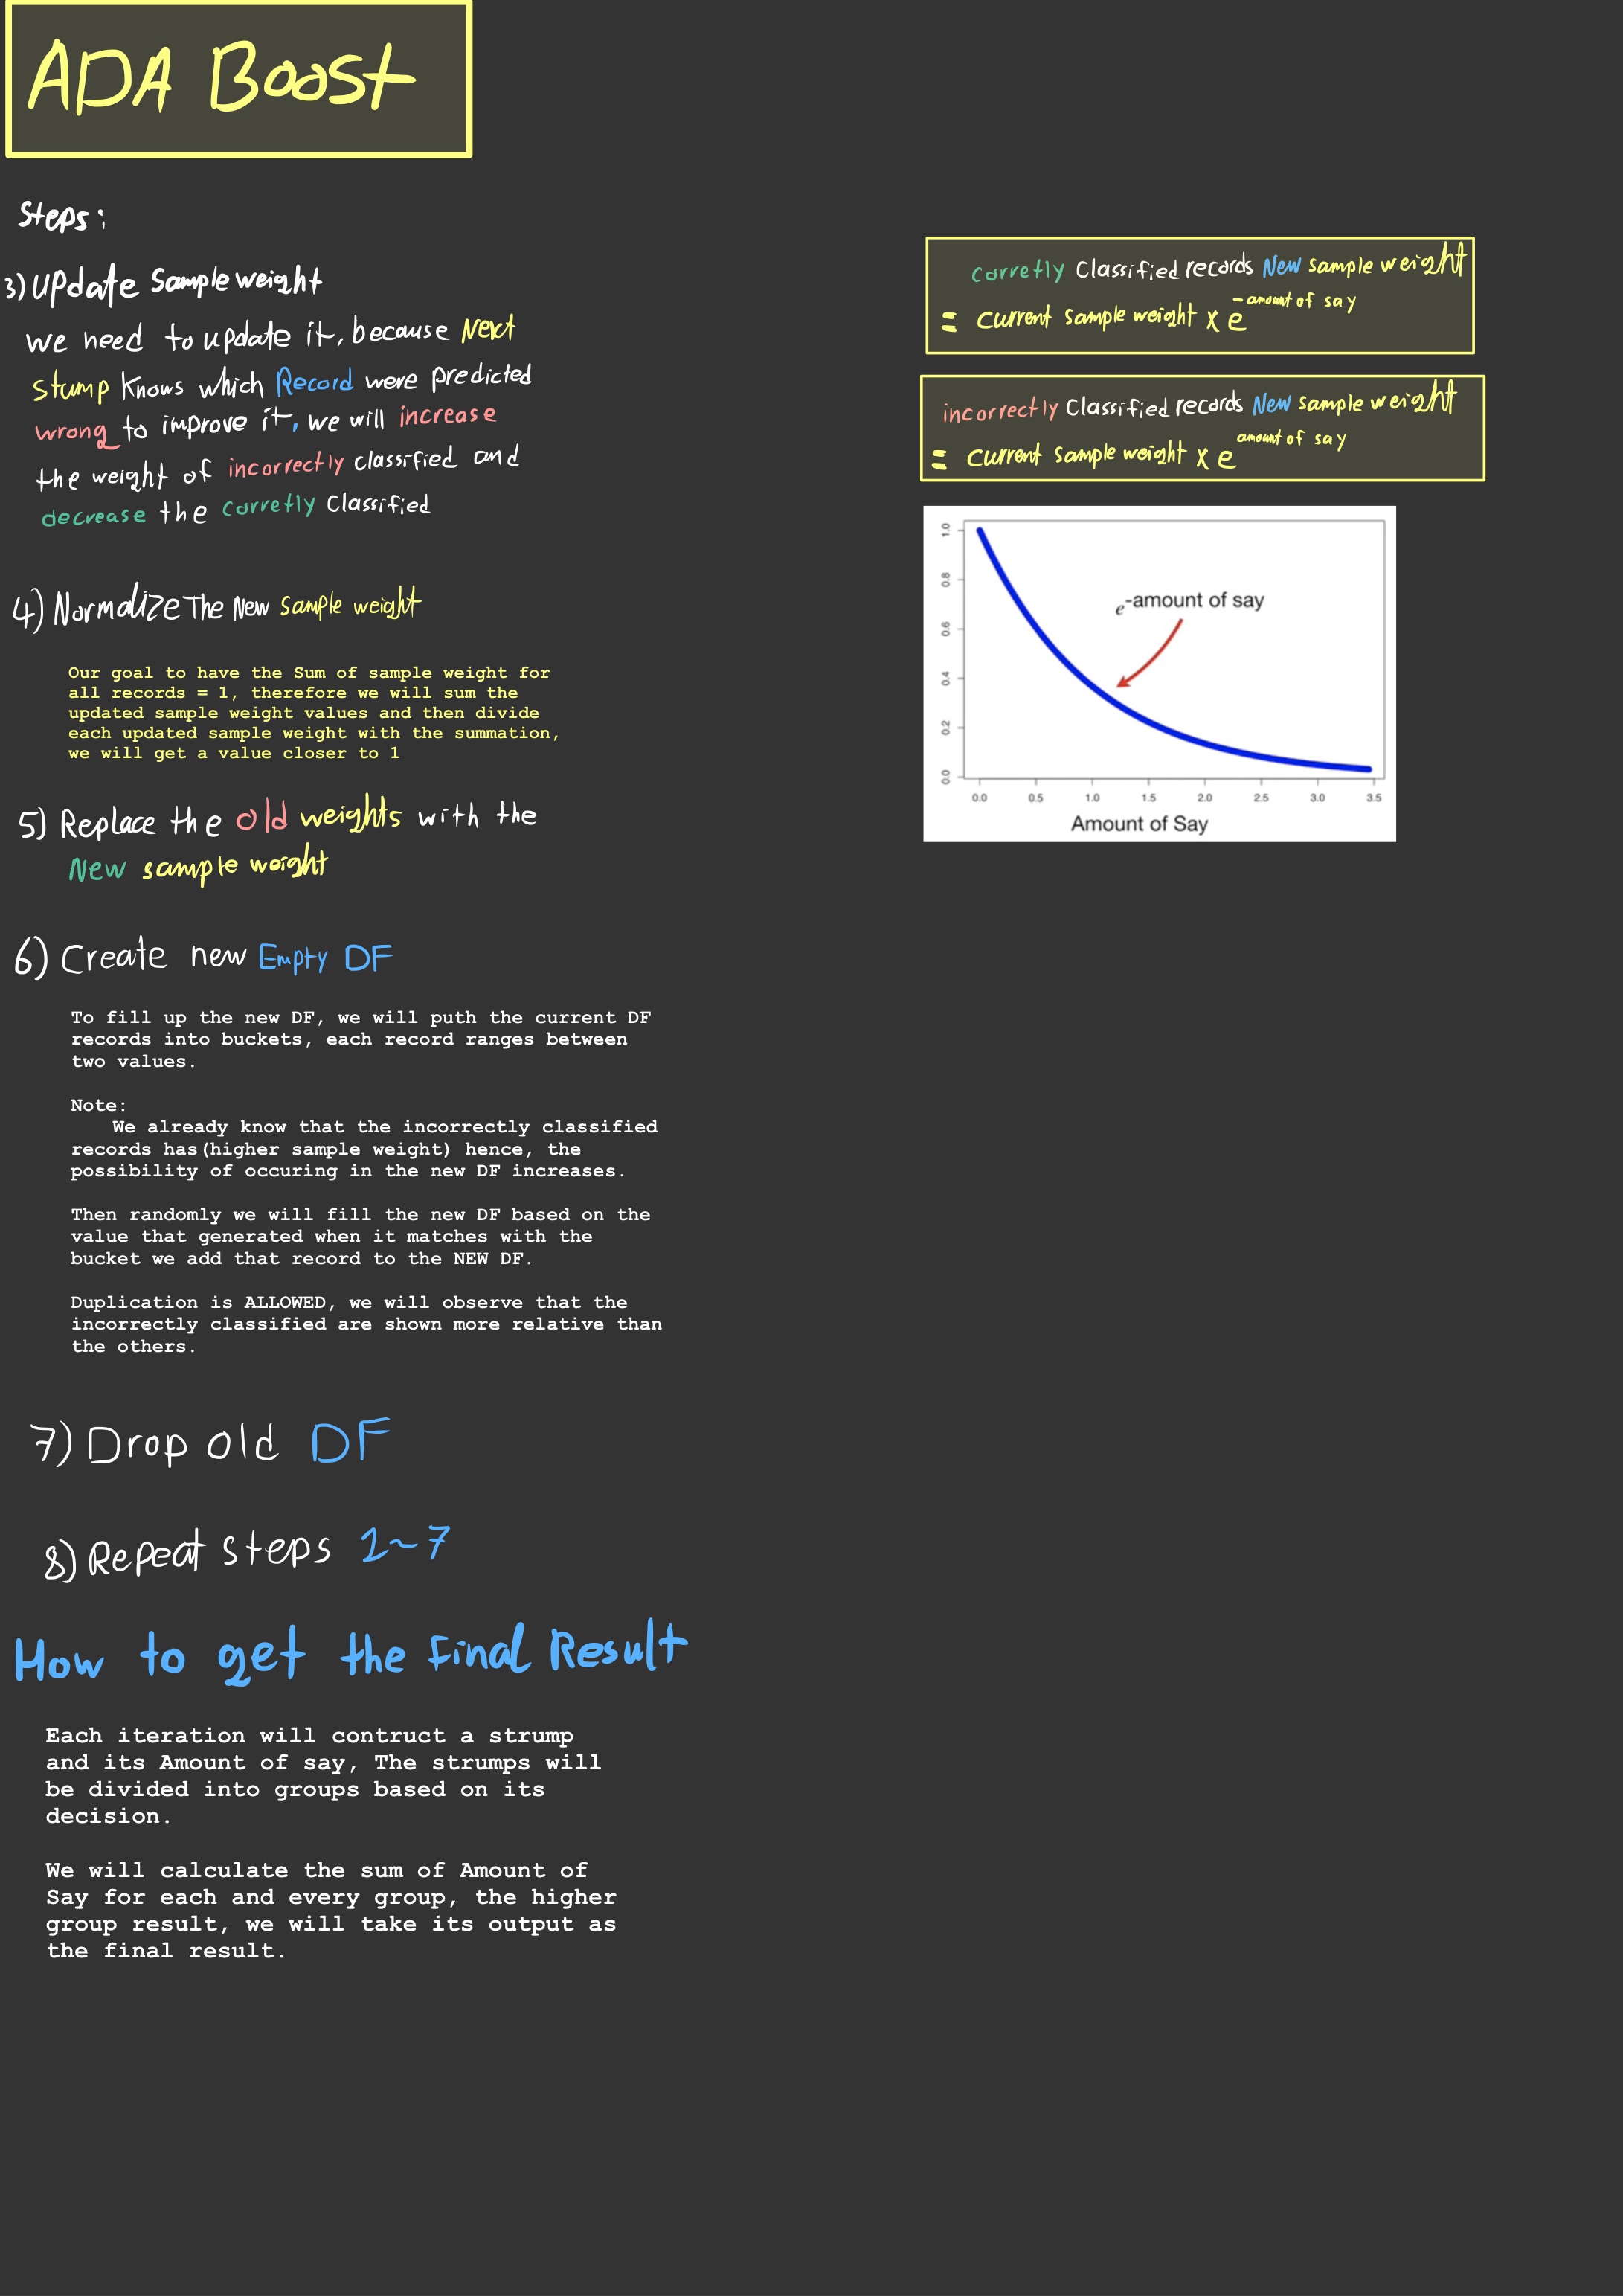 ADA Boost
Steps:
3) Update Sample weight
we need to update it, because Next
Stump Knows which Record were predicted
wrong to improve it, we will increase
the weight of incorrectly classified and
decrease the corretly Classified
4) Normalize The New sample weight
Our goal to have the Sum of sample weight for
all records = 1, therefore we will sum the
updated sample weight values and then divide
each updated sample weight with the summation,
we will get a value closer to 1
5) Replace the old weights with the
New sample weight
6) Create new Empty DF
To fill up the new DF, we will puth the current DF
records into buckets, each record ranges between
two values.
Note:
We already know that the incorrectly classified
records has(higher sample weight) hence, the
possibility of occuring in the new DF increases.
Then randomly we will fill the new DF based on the
value that generated when it matches with the
bucket we add that record to the NEW DF.
Duplication is ALLOWED, we will observe that the
incorrectly classified are shown more relative than
the others.
7) Drop old DF
8) Repeat steps 1~7
How to get the Final Result
Each iteration will contruct a strump
and its Amount of say, The strumps will
be divided into groups based on its
decision.
We will calculate the sum of Amount of
Say for each and every group, the higher
group result, we will take its output as
the final result.
corretly Classified records New sample weight
= current sample weight x e^-amount of say
incorrectly Classified records New sample weight
= current sample weight x e^amount of say
1.0
0.8
0.6
0.4
0.2
0.0
e-amount of say
0.0 0.5 1.0 1.5 2.0 2.5 3.0 3.5
Amount of Say